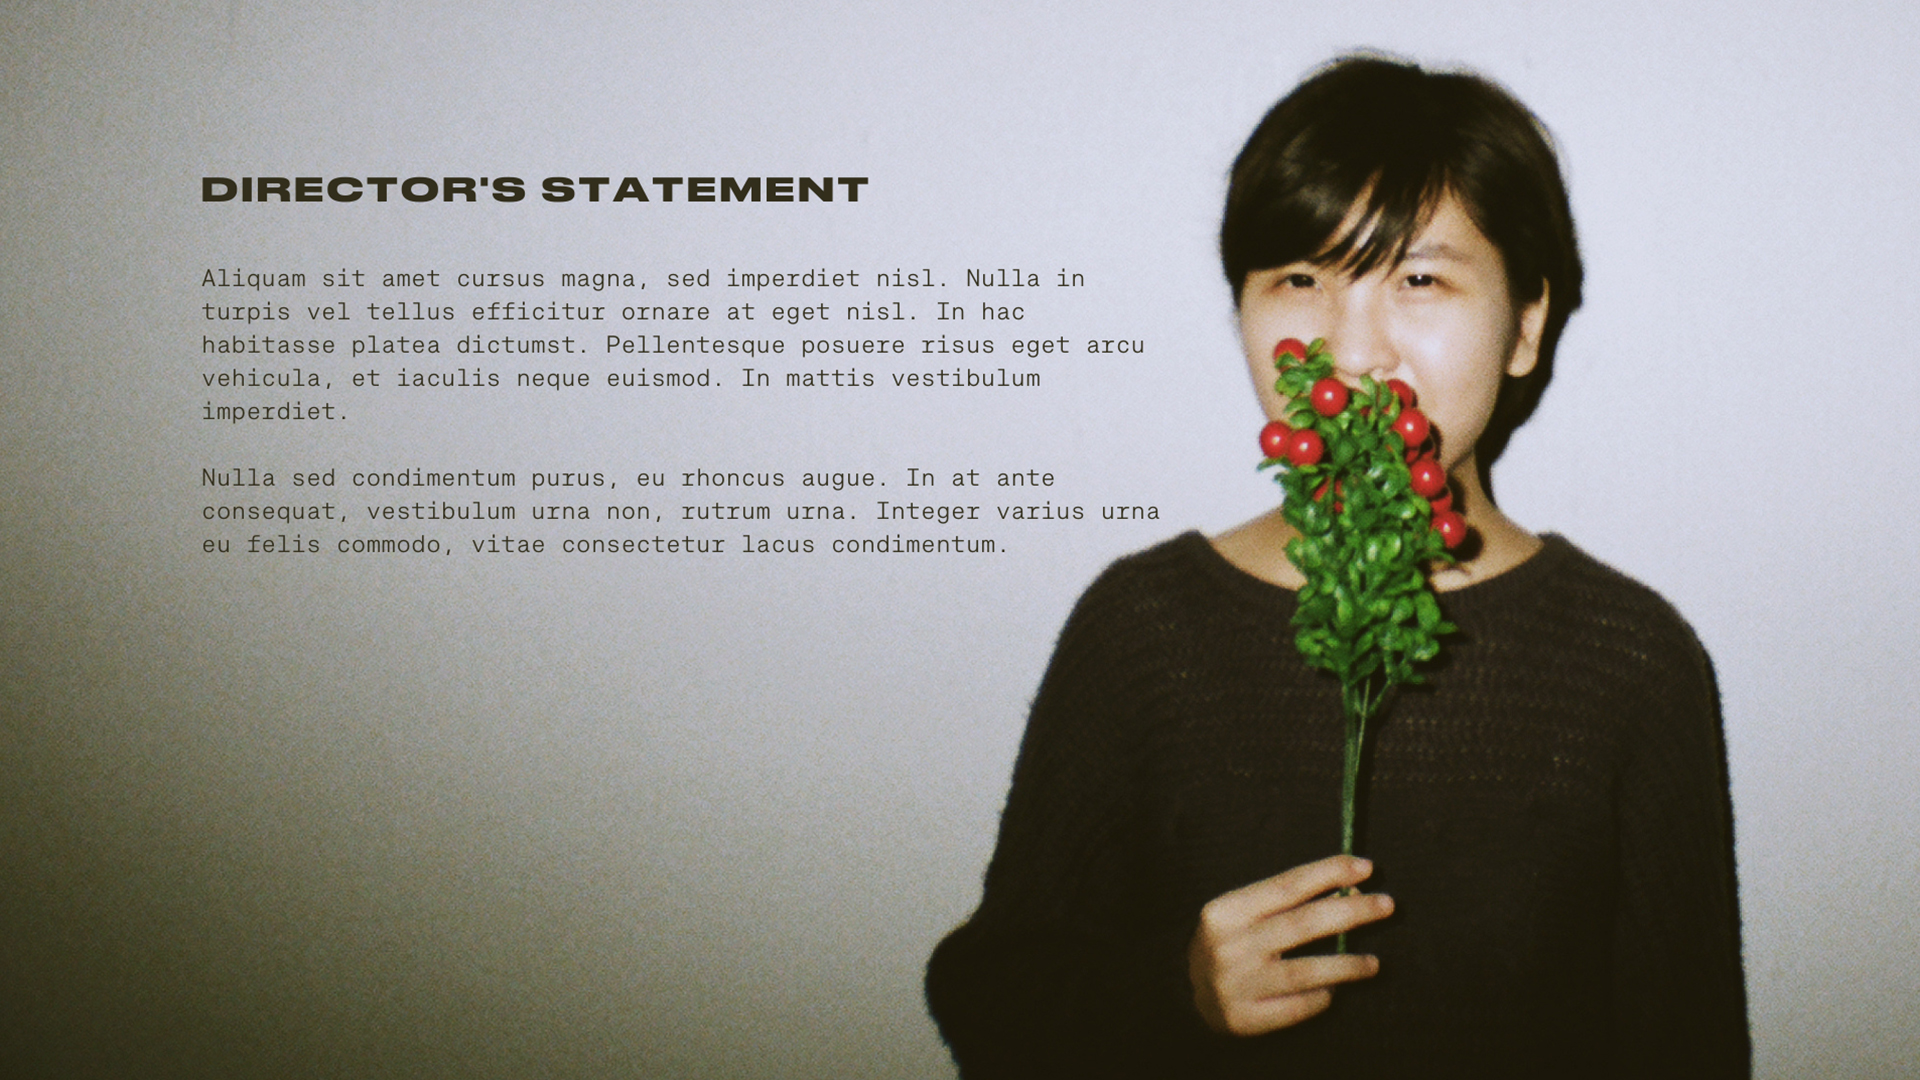 DIRECTOR'S STATEMENT
Aliquam sit amet cursus magna, sed imperdiet nisl. Nulla in
turpis vel tellus efficitur ornare at eget nisl. In hac
habitasse platea dictumst. Pellentesque posuere risus eget arcu
vehicula, et iaculis neque euismod. In mattis vestibulum
imperdiet.
Nulla sed condimentum purus, eu rhoncus augue. In at ante
consequat, vestibulum urna non, rutrum urna. Integer varius urna
eu felis commodo, vitae consectetur lacus condimentum.